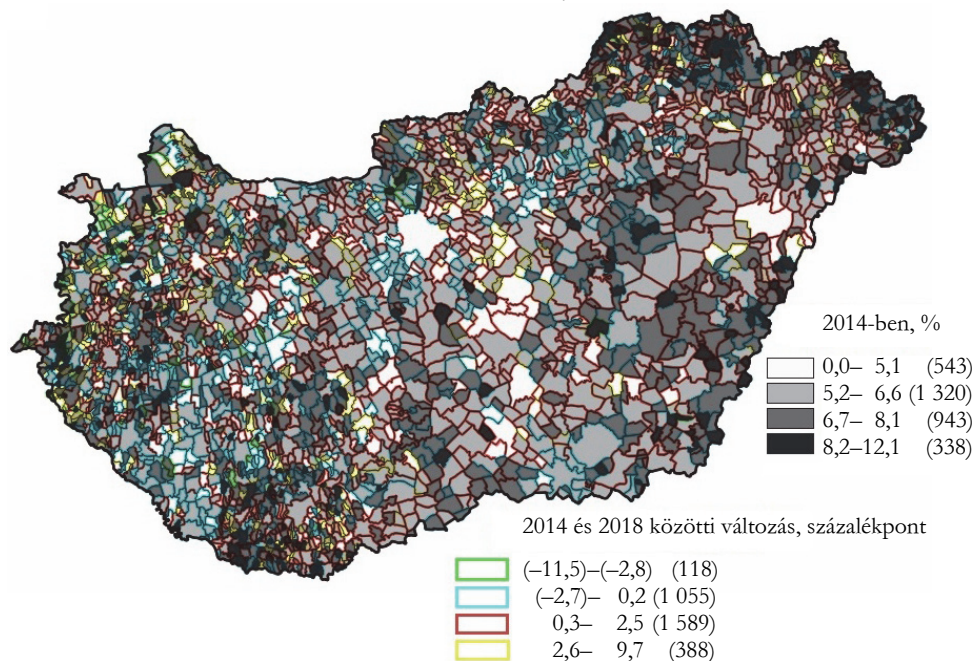 2014-ben, %
0,0– 5,1 (543)
5,2– 6,6 (1 320)
6,7– 8,1 (943)
8,2–12,1 (338)
2014 és 2018 közötti változás, százalékpont
(–11,5)–(–2,8) (118)
(–2,7)– 0,2 (1 055)
0,3– 2,5 (1 589)
2,6– 9,7 (388)